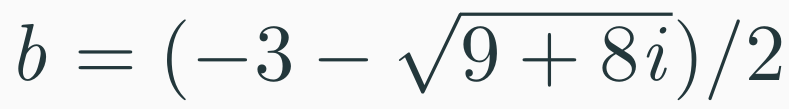 b = (−3 − √(9 + 8i))/2